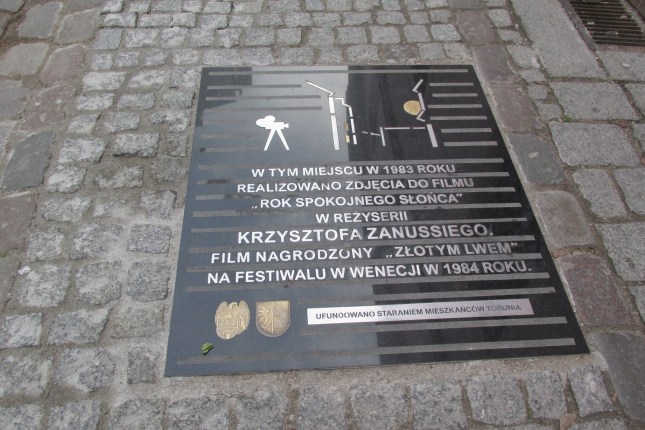 W TYM MIEJSCU W 1983 ROKU
REALIZOWANO ZDJĘCIA DO FILMU
„ROK SPOKOJNEGO SŁOŃCA”
W REŻYSERII
KRZYSZTOFA ZANUSSIEGO.
FILM NAGRODZONY „ZŁOTYM LWEM”
NA FESTIWALU W WENECJI W 1984 ROKU.
UFUNDOWANO STARANIEM MIESZKAŃCÓW TORUNIA